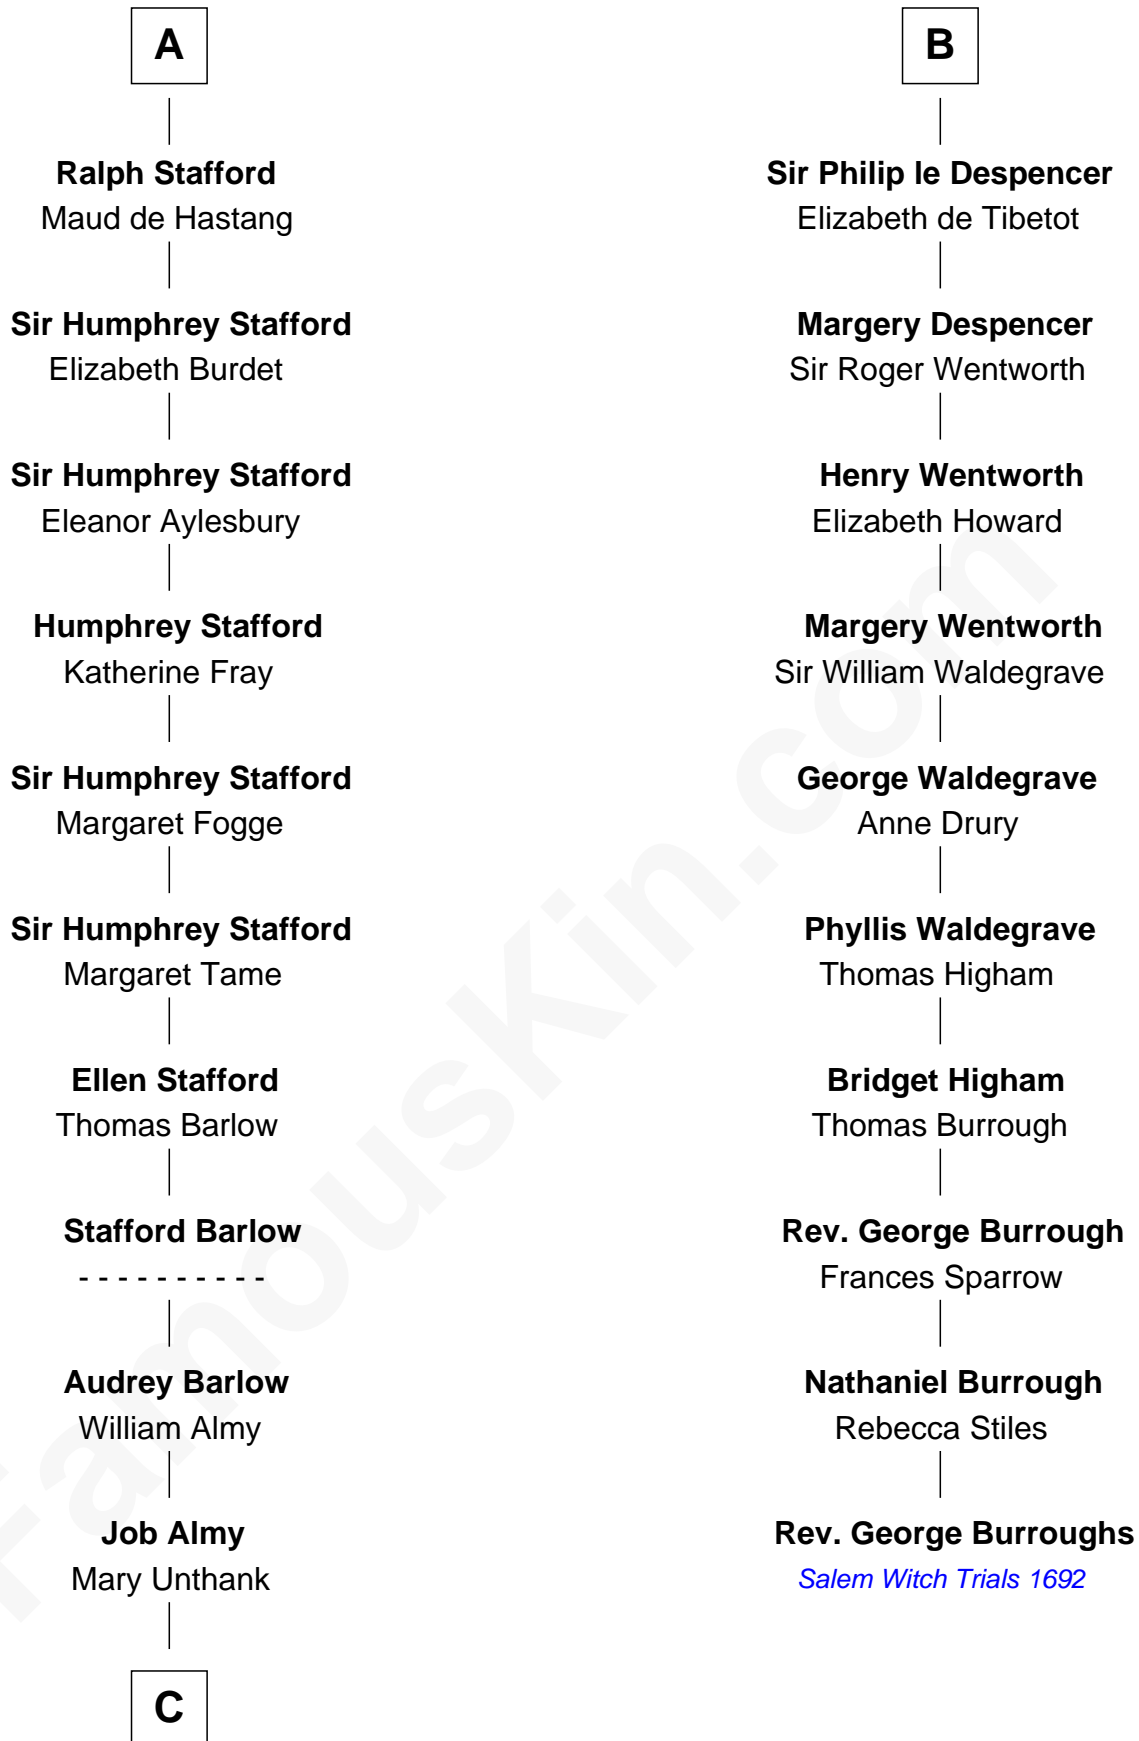 A
Ralph Stafford
Maud de Hastang
Sir Humphrey Stafford
Elizabeth Burdet
Sir Humphrey Stafford
Eleanor Aylesbury
Humphrey Stafford
Katherine Fray
Sir Humphrey Stafford
Margaret Fogge
Sir Humphrey Stafford
Margaret Tame
Ellen Stafford
Thomas Barlow
Stafford Barlow
- - - - - - - - - -
Audrey Barlow
William Almy
Job Almy
Mary Unthank
C
B
Sir Philip le Despencer
Elizabeth de Tibetot
Margery Despencer
Sir Roger Wentworth
Henry Wentworth
Elizabeth Howard
Margery Wentworth
Sir William Waldegrave
George Waldegrave
Anne Drury
Phyllis Waldegrave
Thomas Higham
Bridget Higham
Thomas Burrough
Rev. George Burrough
Frances Sparrow
Nathaniel Burrough
Rebecca Stiles
Rev. George Burroughs
Salem Witch Trials 1692
FamousKin.com